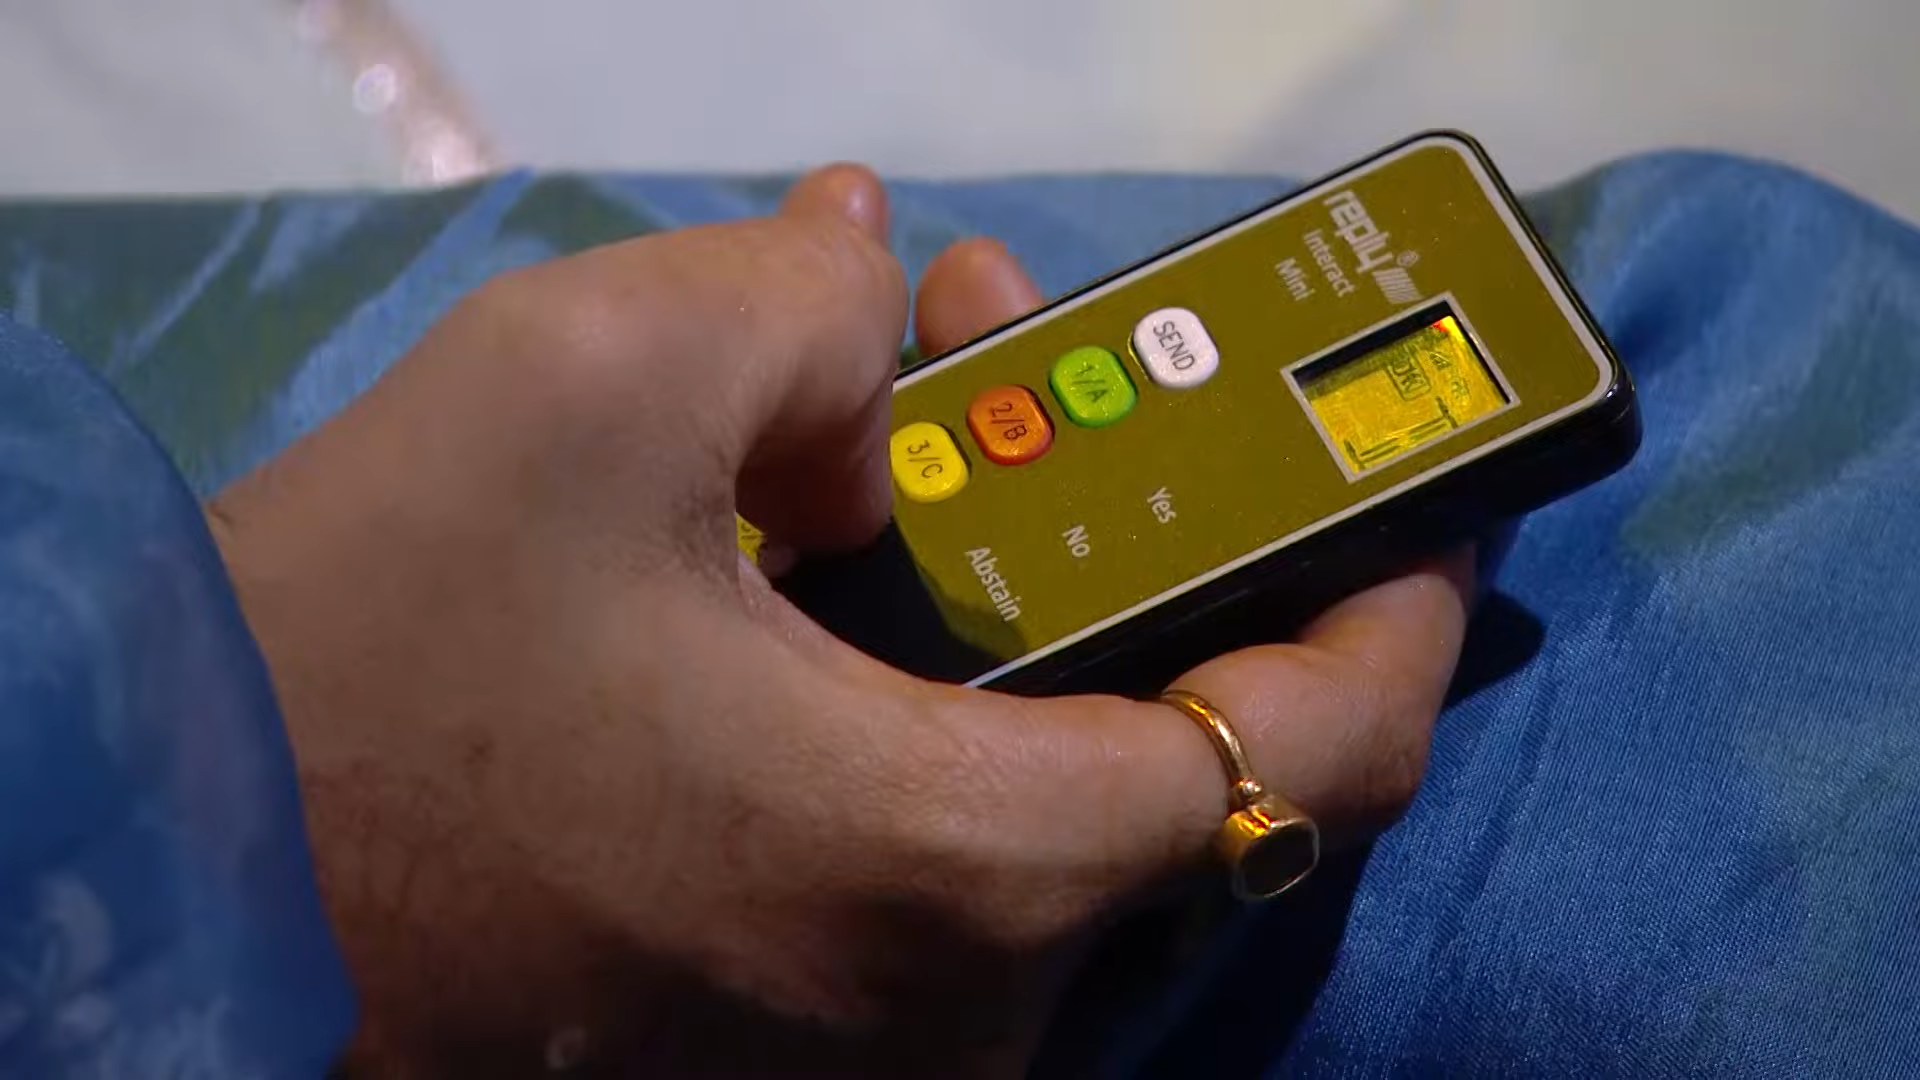 reply®
Interact
Mini
OK
SEND
1/A Yes
2/B No
3/C Abstain